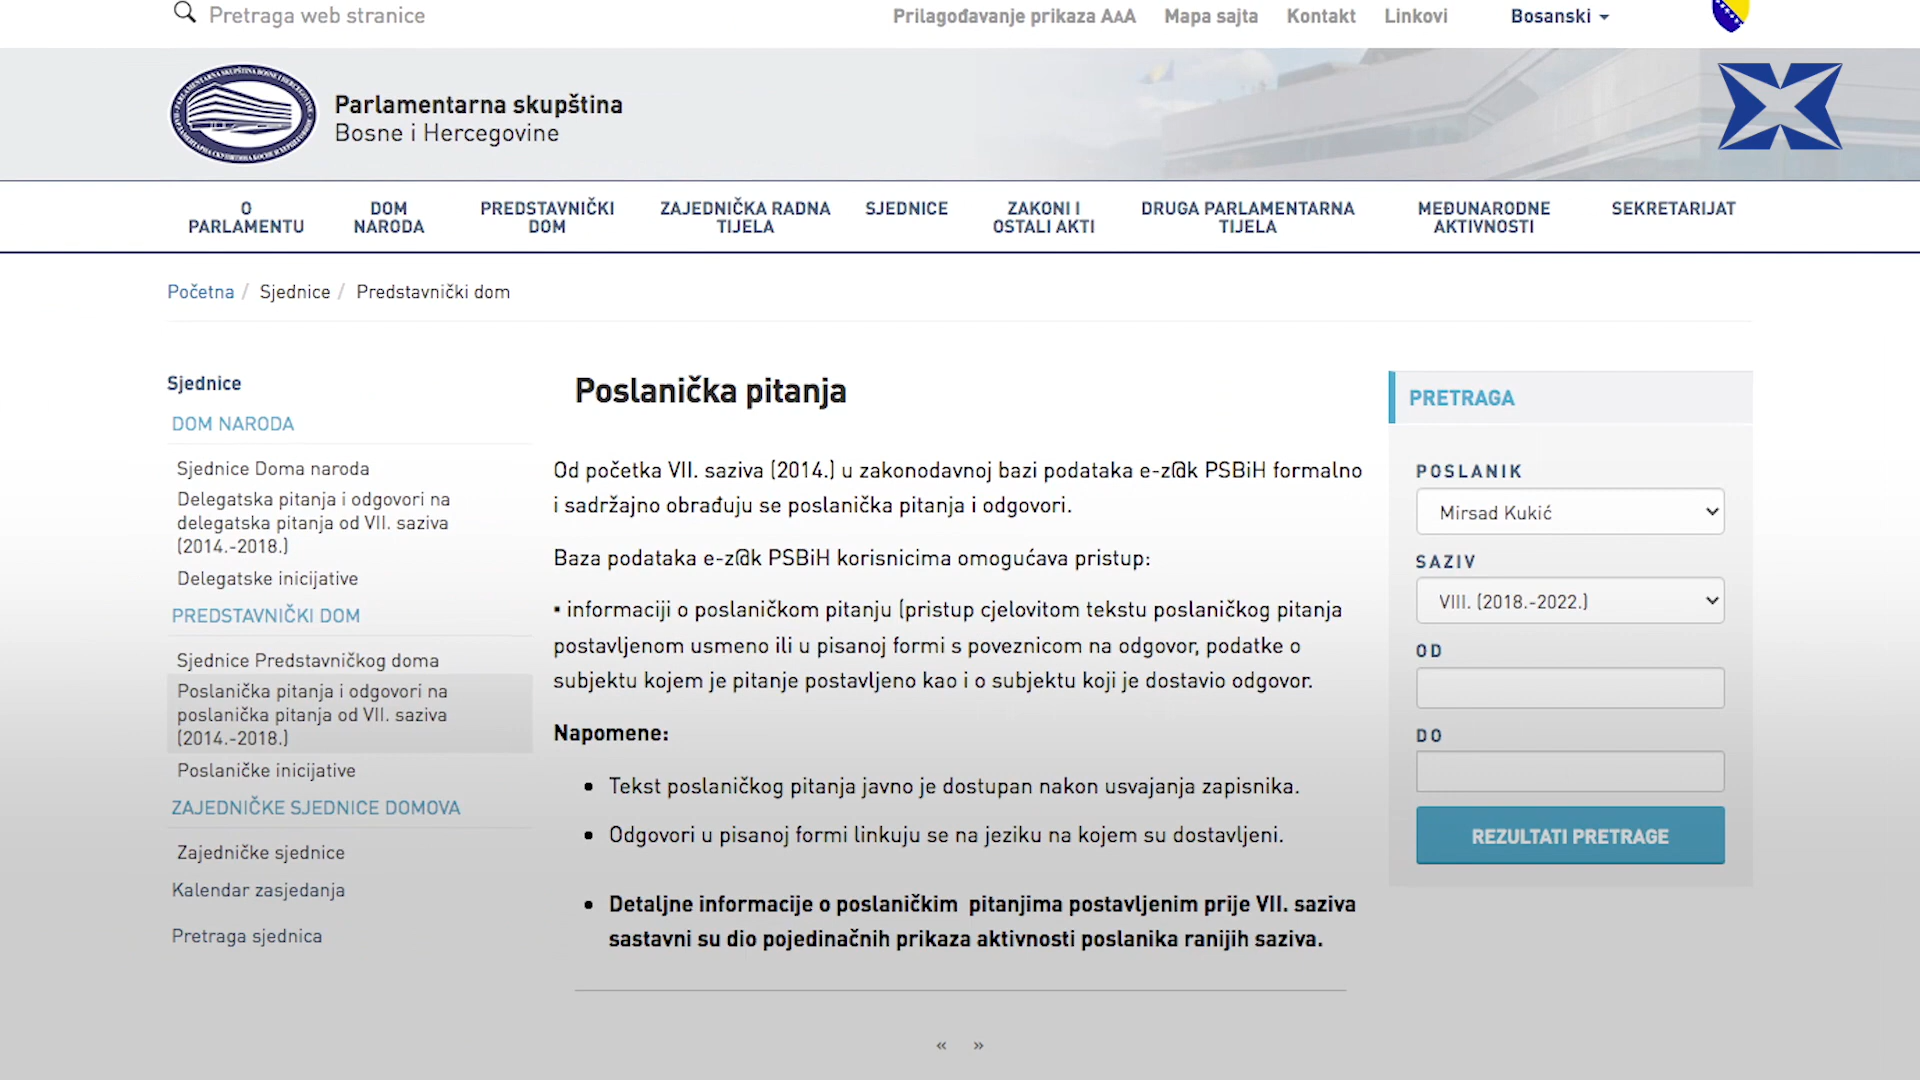 Pretraga web stranice
Prilagođavanje prikaza AAA
Mapa sajta
Kontakt
Linkovi
Bosanski
Parlamentarna skupština
Bosne i Hercegovine
O PARLAMENTU
DOM NARODA
PREDSTAVNIČKI DOM
ZAJEDNIČKA RADNA TIJELA
SJEDNICE
ZAKONI I OSTALI AKTI
DRUGA PARLAMENTARNA TIJELA
MEĐUNARODNE AKTIVNOSTI
SEKRETARIJAT
Početna / Sjednice / Predstavnički dom
Sjednice
DOM NARODA
Sjednice Doma naroda
Delegatska pitanja i odgovori na
delegatska pitanja od VII. saziva
(2014.-2018.)
Delegatske inicijative
PREDSTAVNIČKI DOM
Sjednice Predstavničkog doma
Poslanička pitanja i odgovori na
poslanička pitanja od VII. saziva
(2014.-2018.)
Poslaničke inicijative
ZAJEDNIČKE SJEDNICE DOMOVA
Zajedničke sjednice
Kalendar zasjedanja
Pretraga sjednica
Poslanička pitanja
Od početka VII. saziva (2014.) u zakonodavnoj bazi podataka e-z@k PSBiH formalno
i sadržajno obrađuju se poslanička pitanja i odgovori.
Baza podataka e-z@k PSBiH korisnicima omogućava pristup:
▪ informaciji o poslaničkom pitanju (pristup cjelovitom tekstu poslaničkog pitanja
postavljenom usmeno ili u pisanoj formi s poveznicom na odgovor, podatke o
subjektu kojem je pitanje postavljeno kao i o subjektu koji je dostavio odgovor.
Napomene:
• Tekst poslaničkog pitanja javno je dostupan nakon usvajanja zapisnika.
• Odgovori u pisanoj formi linkuju se na jeziku na kojem su dostavljeni.
• Detaljne informacije o poslaničkim pitanjima postavljenim prije VII. saziva
sastavni su dio pojedinačnih prikaza aktivnosti poslanika ranijih saziva.
« »
PRETRAGA
POSLANIK
Mirsad Kukić
SAZIV
VIII. (2018.-2022.)
OD
DO
REZULTATI PRETRAGE